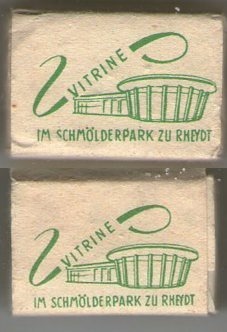 VITRINE
IM SCHMÖLDERPARK ZU RHEYDT
VITRINE
IM SCHMÖLDERPARK ZU RHEYDT